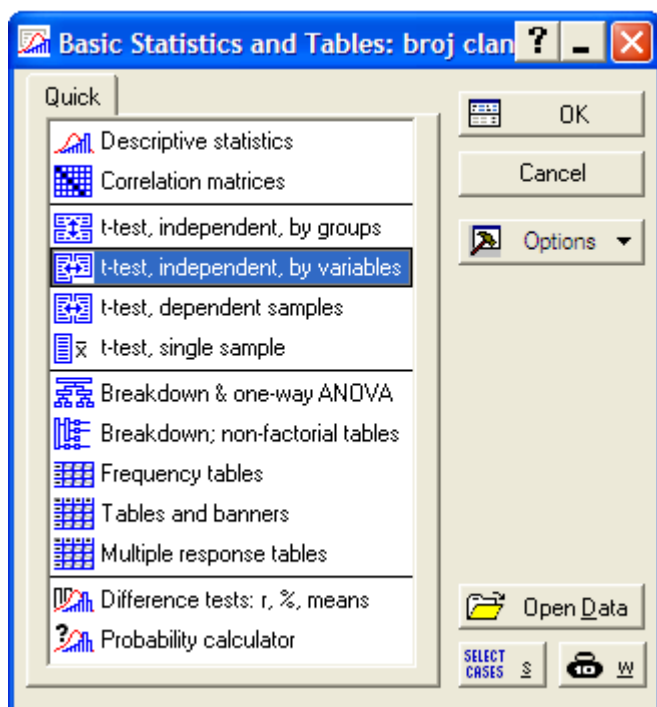 Basic Statistics and Tables: broj clan
Quick
Descriptive statistics
Correlation matrices
t-test, independent, by groups
t-test, independent, by variables
t-test, dependent samples
x t-test, single sample
Breakdown & one-way ANOVA
Breakdown; non-factorial tables
Frequency tables
Tables and banners
Multiple response tables
Difference tests: r, %, means
? Probability calculator
OK
Cancel
Options
Open Data
SELECT
CASES S
10 W